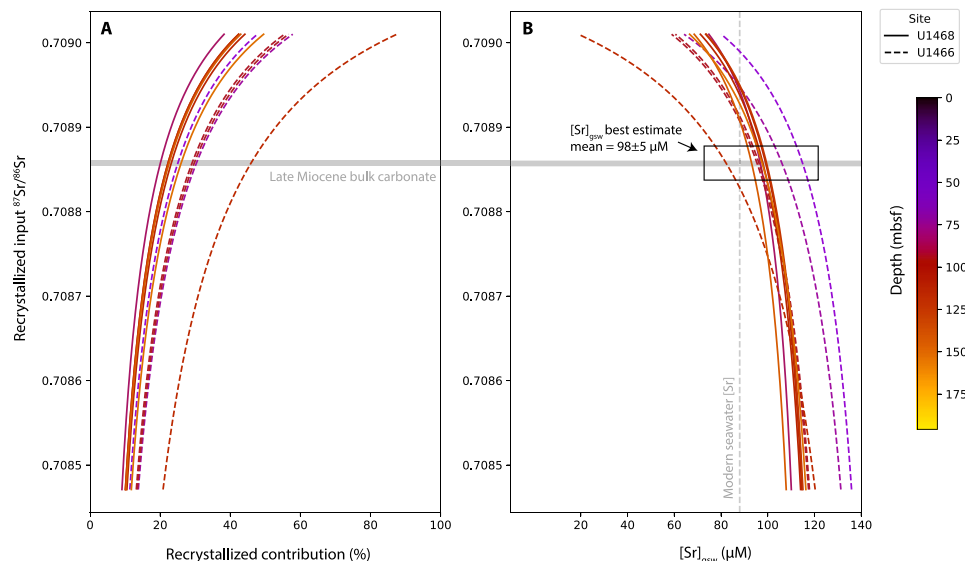 A
B
Site
U1468
U1466
0.7090
0.7089
0.7088
0.7087
0.7086
0.7085
Recrystallized input ⁸⁷Sr/⁸⁶Sr
Late Miocene bulk carbonate
[Sr]gsw best estimate
mean = 98±5 µM
Modern seawater [Sr]
0
25
50
75
100
125
150
175
Depth (mbsf)
0 20 40 60 80 100
20 40 60 80 100 120 140
Recrystallized contribution (%)
[Sr]gsw (µM)